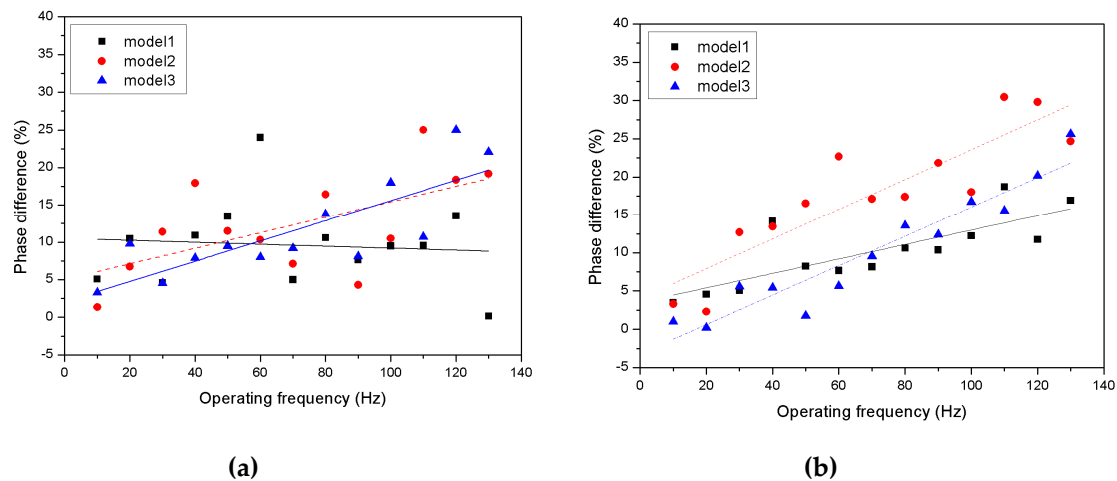 40
35
30
25
20
15
10
5
0
-5
Phase difference (%)
model1
model2
model3
0 20 40 60 80 100 120 140
Operating frequency (Hz)
(a)
40
35
30
25
20
15
10
5
0
-5
Phase difference (%)
model1
model2
model3
0 20 40 60 80 100 120 140
Operating frequency (Hz)
(b)